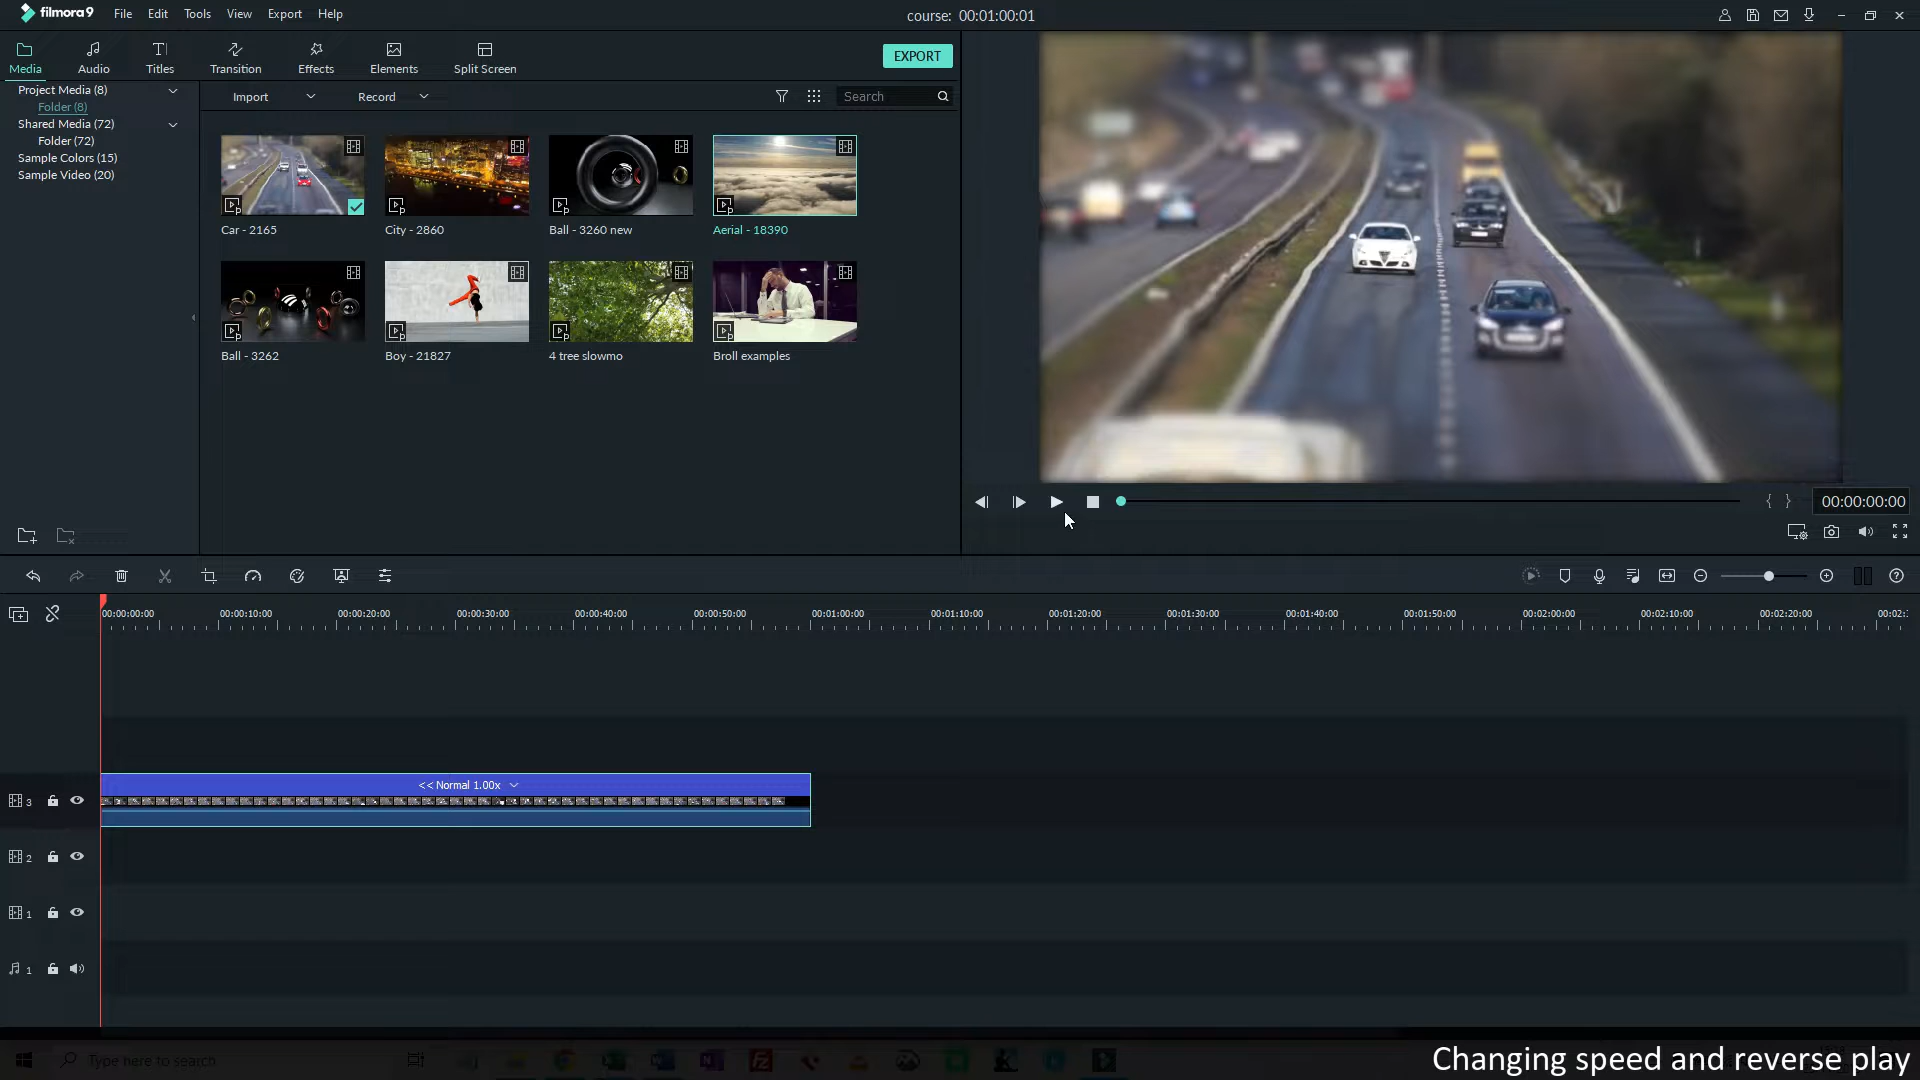 filmora9 File Edit Tools View Export Help course: 00:01:00:01
Media Audio Titles Transition Effects Elements Split Screen EXPORT
Project Media (8)
Folder (8)
Shared Media (72)
Folder (72)
Sample Colors (15)
Sample Video (20)
Import Record Search
Car - 2165 City - 2860 Ball - 3260 new Aerial - 18390
Ball - 3262 Boy - 21827 4 tree slowmo Broll examples
{ } 00:00:00:00
00:00:00:00 00:00:10:00 00:00:20:00 00:00:30:00 00:00:40:00 00:00:50:00 00:01:00:00 00:01:10:00 00:01:20:00 00:01:30:00 00:01:40:00 00:01:50:00 00:02:00:00 00:02:10:00 00:02:20:00
<< Normal 1.00x
3
2
1
1
Type here to search
Changing speed and reverse play